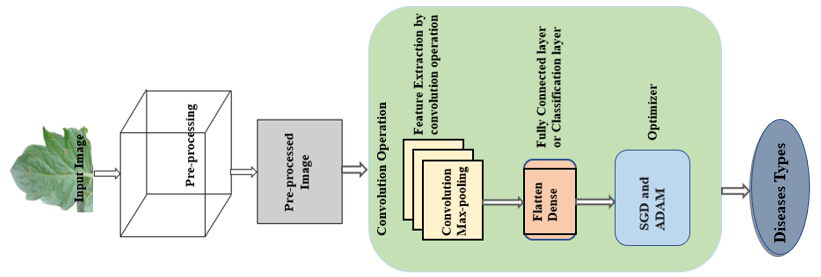 Input Image
Pre-processing
Pre-processed
Image
Convolution Operation
Feature Extraction by
convolution operation
Convolution
Max-pooling
Fully Connected layer
or Classification layer
Flatten
Dense
Optimizer
SGD and
ADAM
Diseases Types